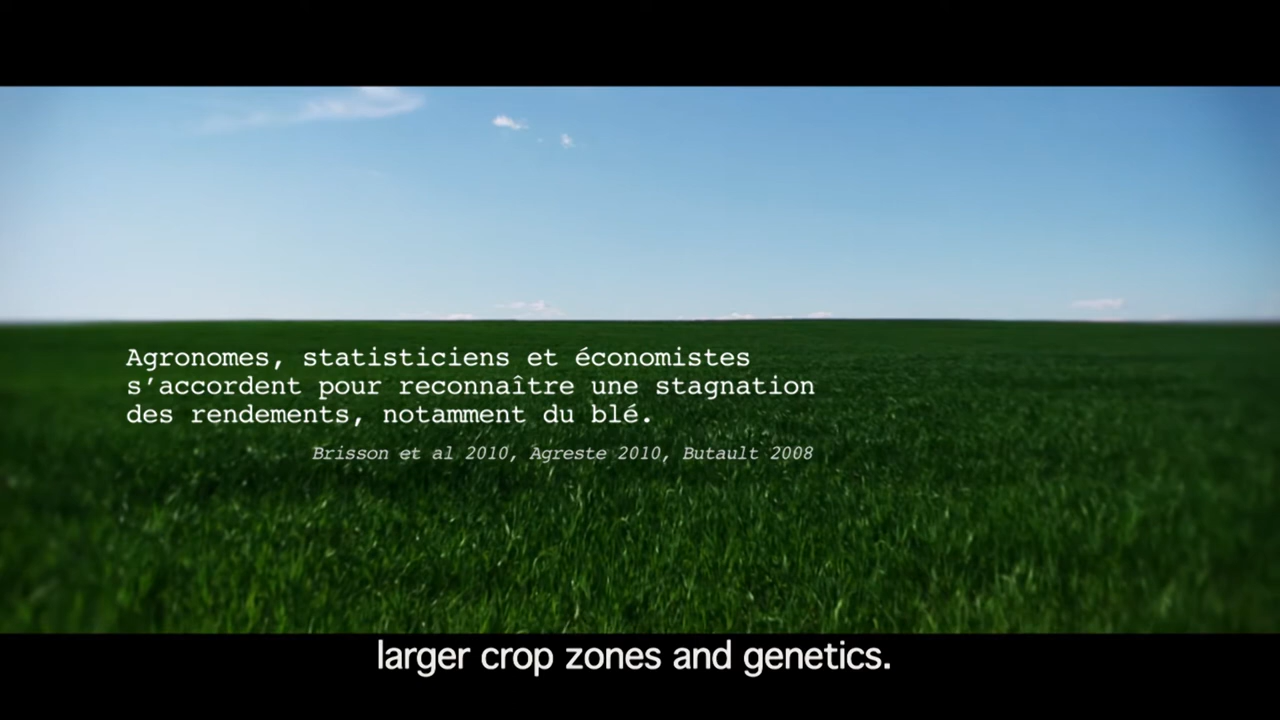 Agronomes, statisticiens et économistes
s’accordent pour reconnaître une stagnation
des rendements, notamment du blé.
Brisson et al 2010, Agreste 2010, Butault 2008
larger crop zones and genetics.